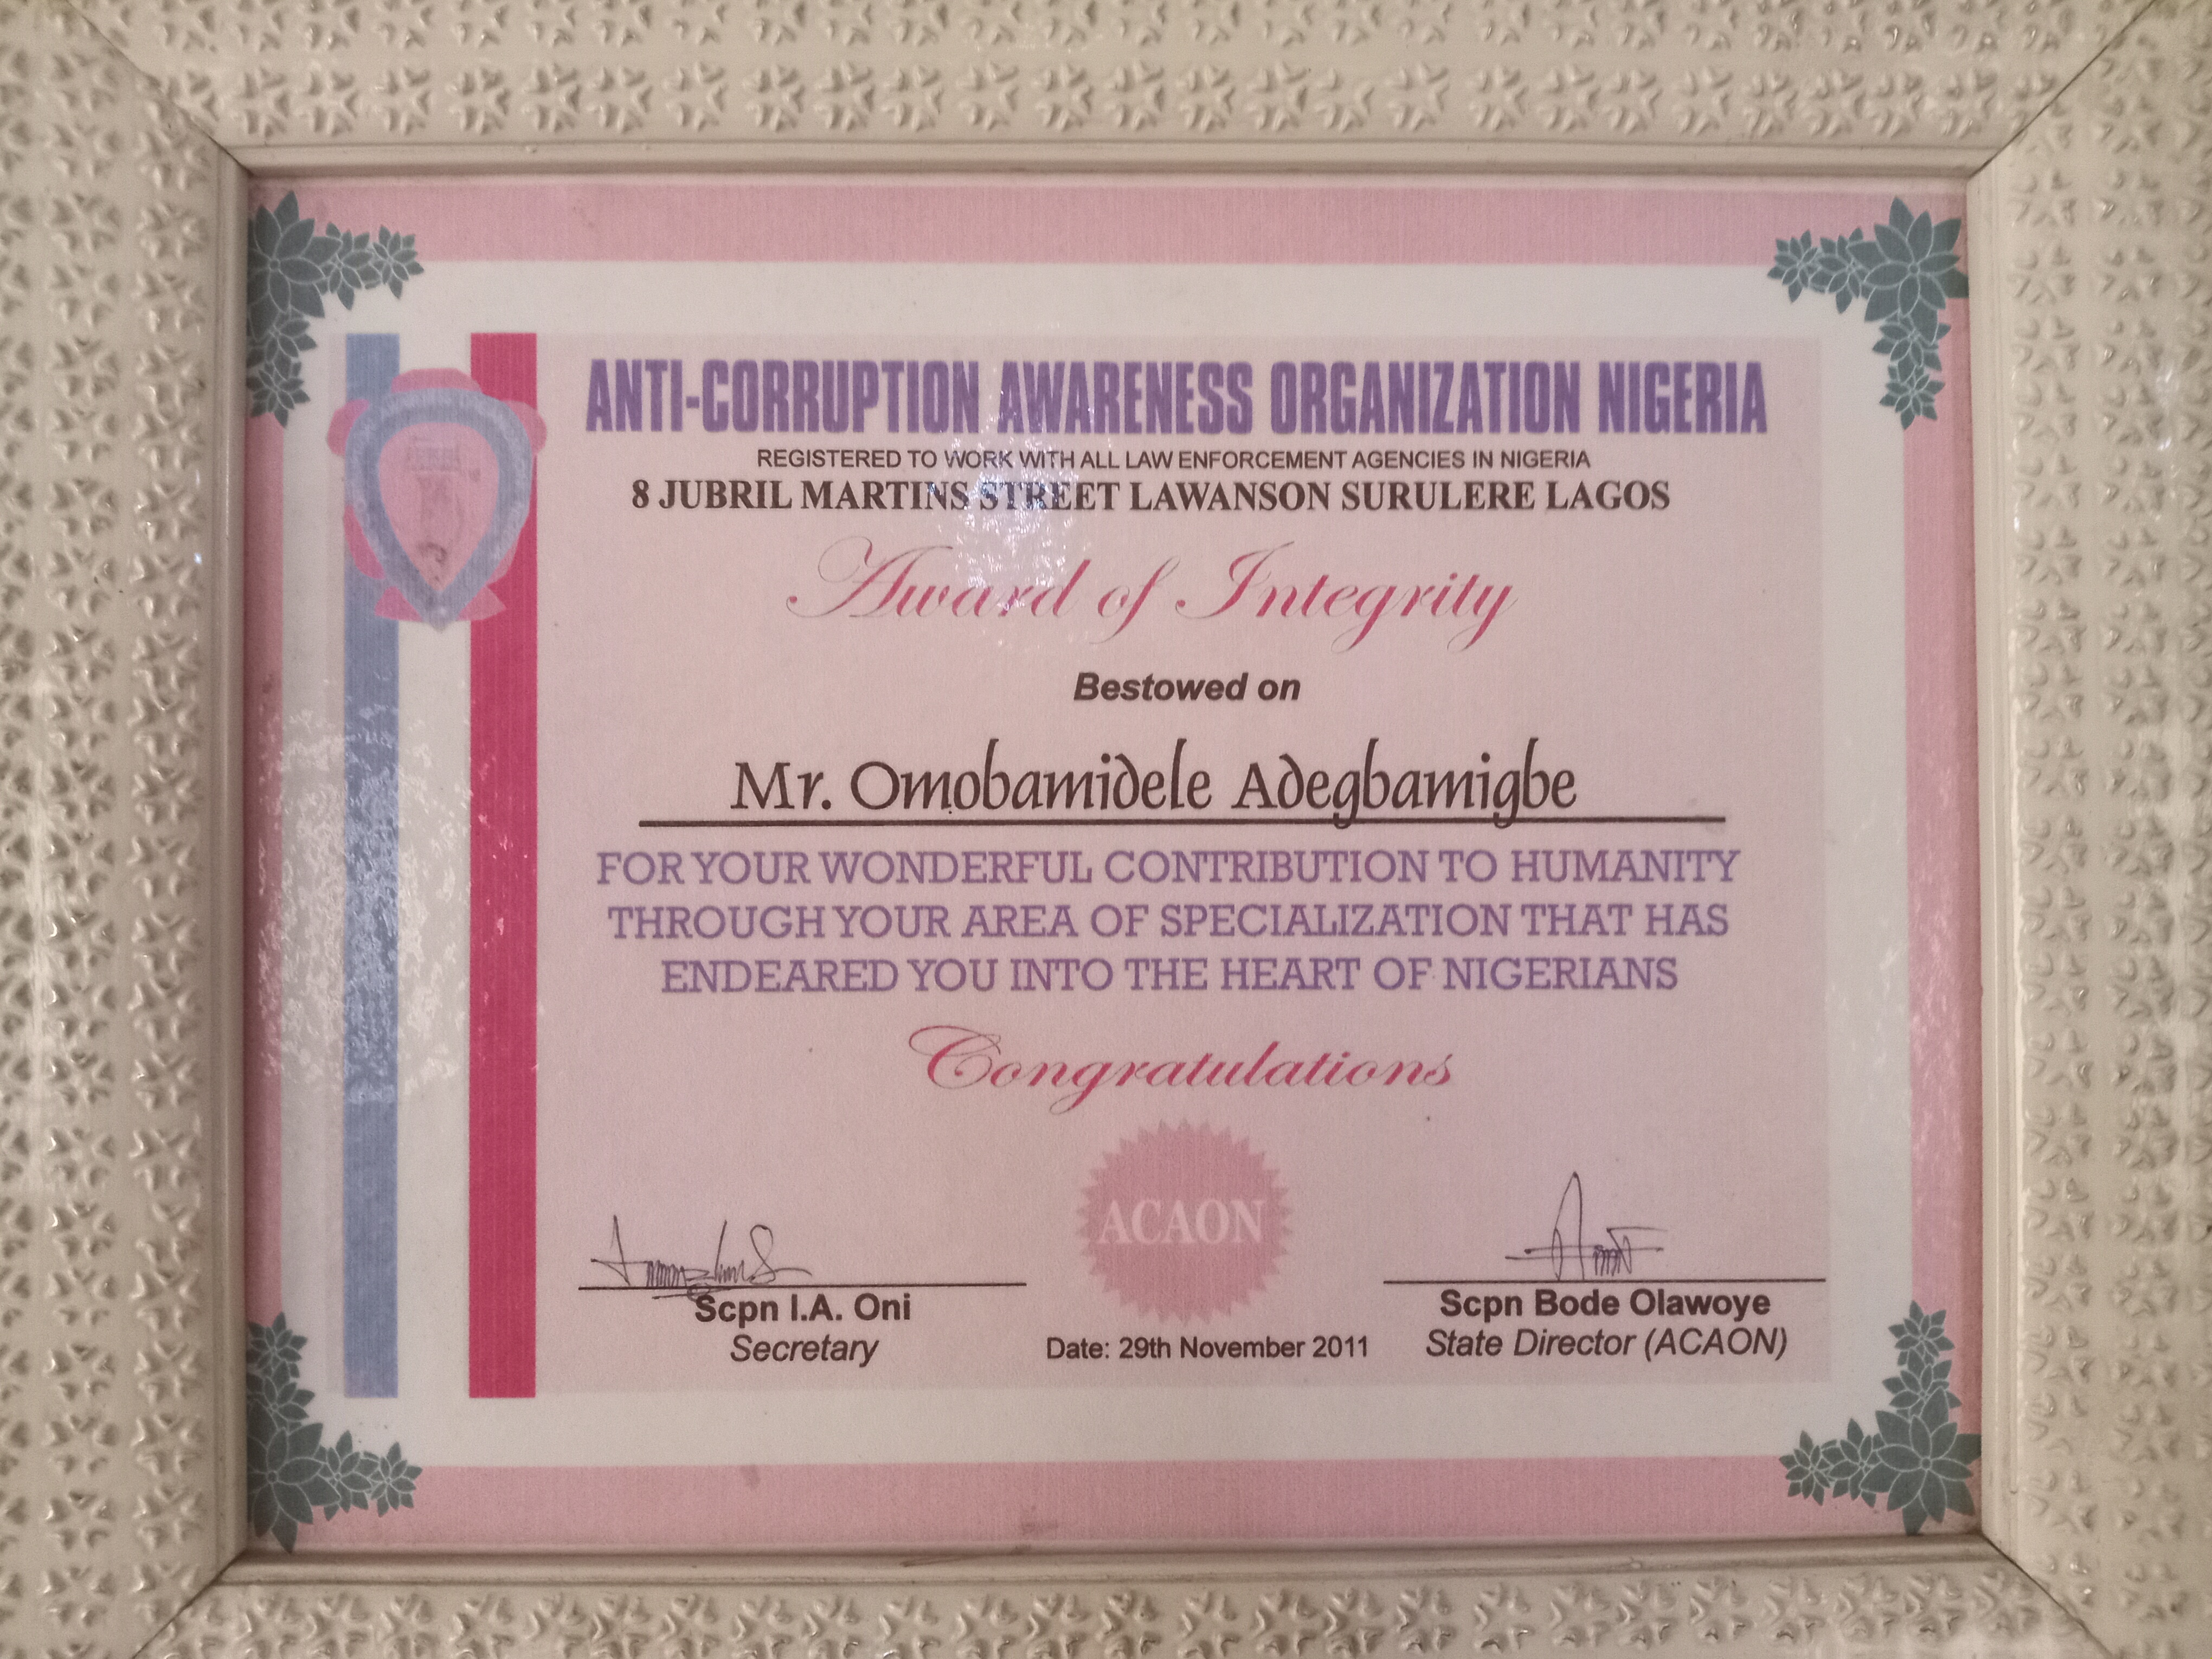 ANTI-CORRUPTION AWARENESS ORGANIZATION NIGERIA
REGISTERED TO WORK WITH ALL LAW ENFORCEMENT AGENCIES IN NIGERIA
8 JUBRIL MARTINS STREET LAWANSON SURULERE LAGOS
Award of Integrity
Bestowed on
Mr. Omobamidele Adegbamigbe
FOR YOUR WONDERFUL CONTRIBUTION TO HUMANITY
THROUGH YOUR AREA OF SPECIALIZATION THAT HAS
ENDEARED YOU INTO THE HEART OF NIGERIANS
Congratulations
ACAON
Scpn I.A. Oni
Secretary
Date: 29th November 2011
Scpn Bode Olawoye
State Director (ACAON)